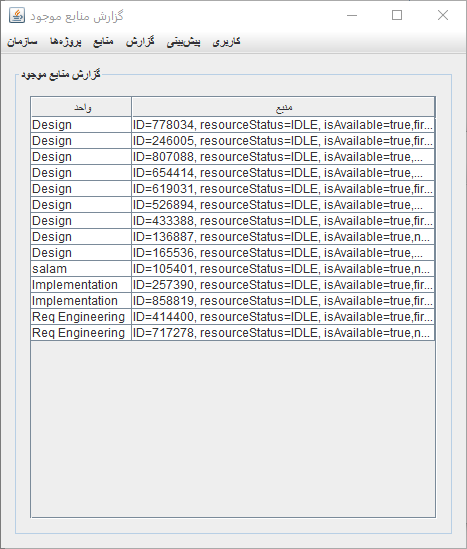 گزارش منابع موجود
سازمان پروژه‌ها منابع گزارش پیش‌بینی کاربری
گزارش منابع موجود
واحد منبع
Design ID=778034, resourceStatus=IDLE, isAvailable=true,fir...
Design ID=246005, resourceStatus=IDLE, isAvailable=true,fir...
Design ID=807088, resourceStatus=IDLE, isAvailable=true,...
Design ID=654414, resourceStatus=IDLE, isAvailable=true,...
Design ID=619031, resourceStatus=IDLE, isAvailable=true,fir...
Design ID=526894, resourceStatus=IDLE, isAvailable=true,...
Design ID=433388, resourceStatus=IDLE, isAvailable=true,fir...
Design ID=136887, resourceStatus=IDLE, isAvailable=true,n...
Design ID=165536, resourceStatus=IDLE, isAvailable=true,...
salam ID=105401, resourceStatus=IDLE, isAvailable=true,n...
Implementation ID=257390, resourceStatus=IDLE, isAvailable=true,fir...
Implementation ID=858819, resourceStatus=IDLE, isAvailable=true,fir...
Req Engineering ID=414400, resourceStatus=IDLE, isAvailable=true,fir...
Req Engineering ID=717278, resourceStatus=IDLE, isAvailable=true,n...